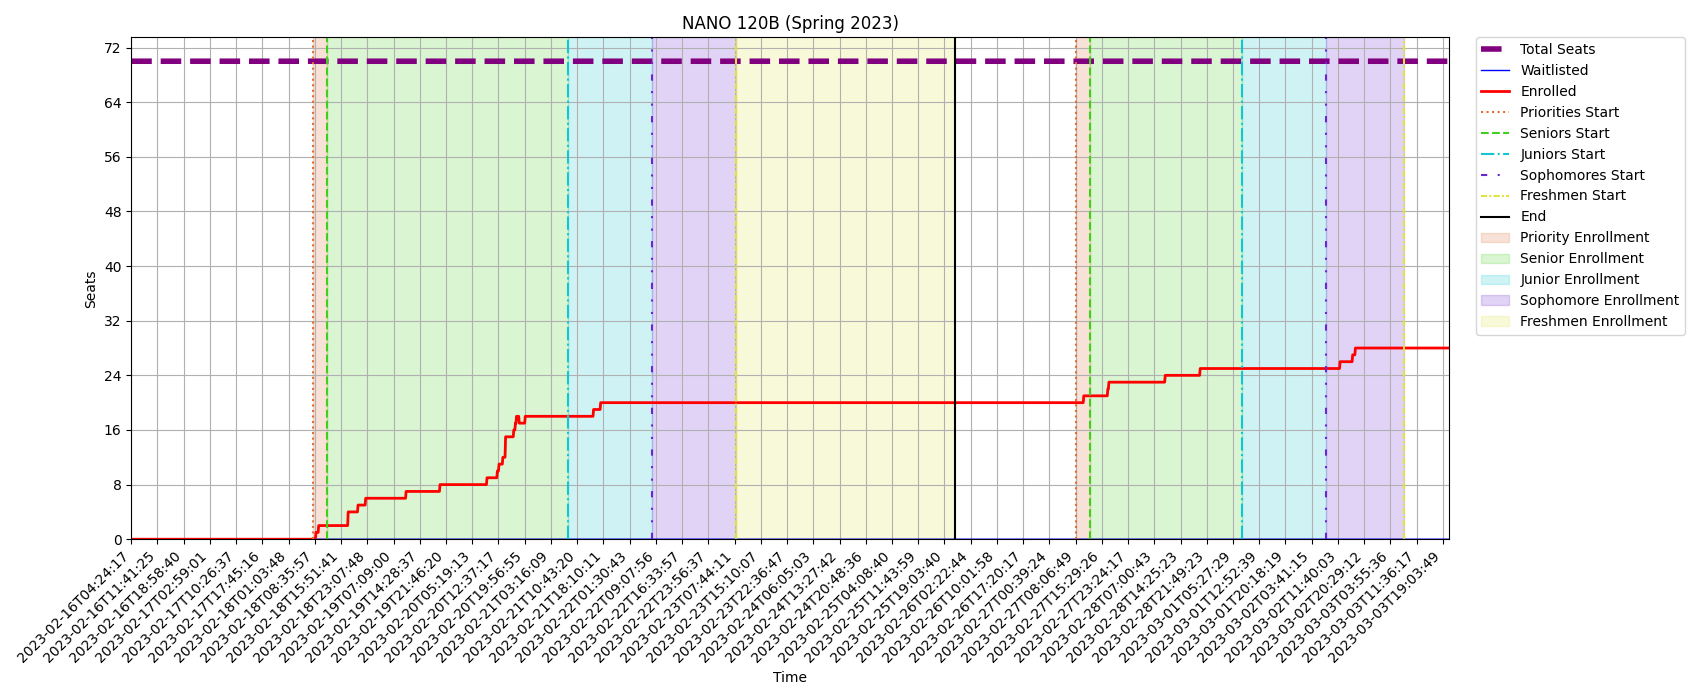 NANO 120B (Spring 2023)
72
64
56
48
40
32
24
16
8
0
Seats
2023-02-16T04:24:17
2023-02-16T11:41:25
2023-02-16T18:58:40
2023-02-17T02:59:01
2023-02-17T10:26:37
2023-02-17T17:45:16
2023-02-18T01:03:48
2023-02-18T08:35:57
2023-02-18T15:51:41
2023-02-18T23:07:48
2023-02-19T07:09:00
2023-02-19T14:28:37
2023-02-19T21:46:20
2023-02-20T05:19:13
2023-02-20T12:37:17
2023-02-20T19:56:55
2023-02-21T03:16:09
2023-02-21T10:43:20
2023-02-21T18:10:11
2023-02-22T01:30:43
2023-02-22T09:07:56
2023-02-22T16:33:57
2023-02-22T23:56:37
2023-02-23T07:44:11
2023-02-23T15:10:07
2023-02-23T22:36:47
2023-02-24T06:05:03
2023-02-24T13:27:42
2023-02-24T20:48:36
2023-02-25T04:08:40
2023-02-25T11:43:59
2023-02-25T19:03:40
2023-02-26T02:22:44
2023-02-26T10:01:58
2023-02-26T17:20:17
2023-02-27T00:39:24
2023-02-27T08:06:49
2023-02-27T15:29:26
2023-02-27T23:24:17
2023-02-28T07:00:43
2023-02-28T14:25:23
2023-02-28T21:49:23
2023-03-01T05:27:29
2023-03-01T12:52:39
2023-03-01T20:18:19
2023-03-02T03:41:15
2023-03-02T11:40:03
2023-03-02T20:29:12
2023-03-03T03:55:36
2023-03-03T11:36:17
2023-03-03T19:03:49
Time
Total Seats
Waitlisted
Enrolled
Priorities Start
Seniors Start
Juniors Start
Sophomores Start
Freshmen Start
End
Priority Enrollment
Senior Enrollment
Junior Enrollment
Sophomore Enrollment
Freshmen Enrollment